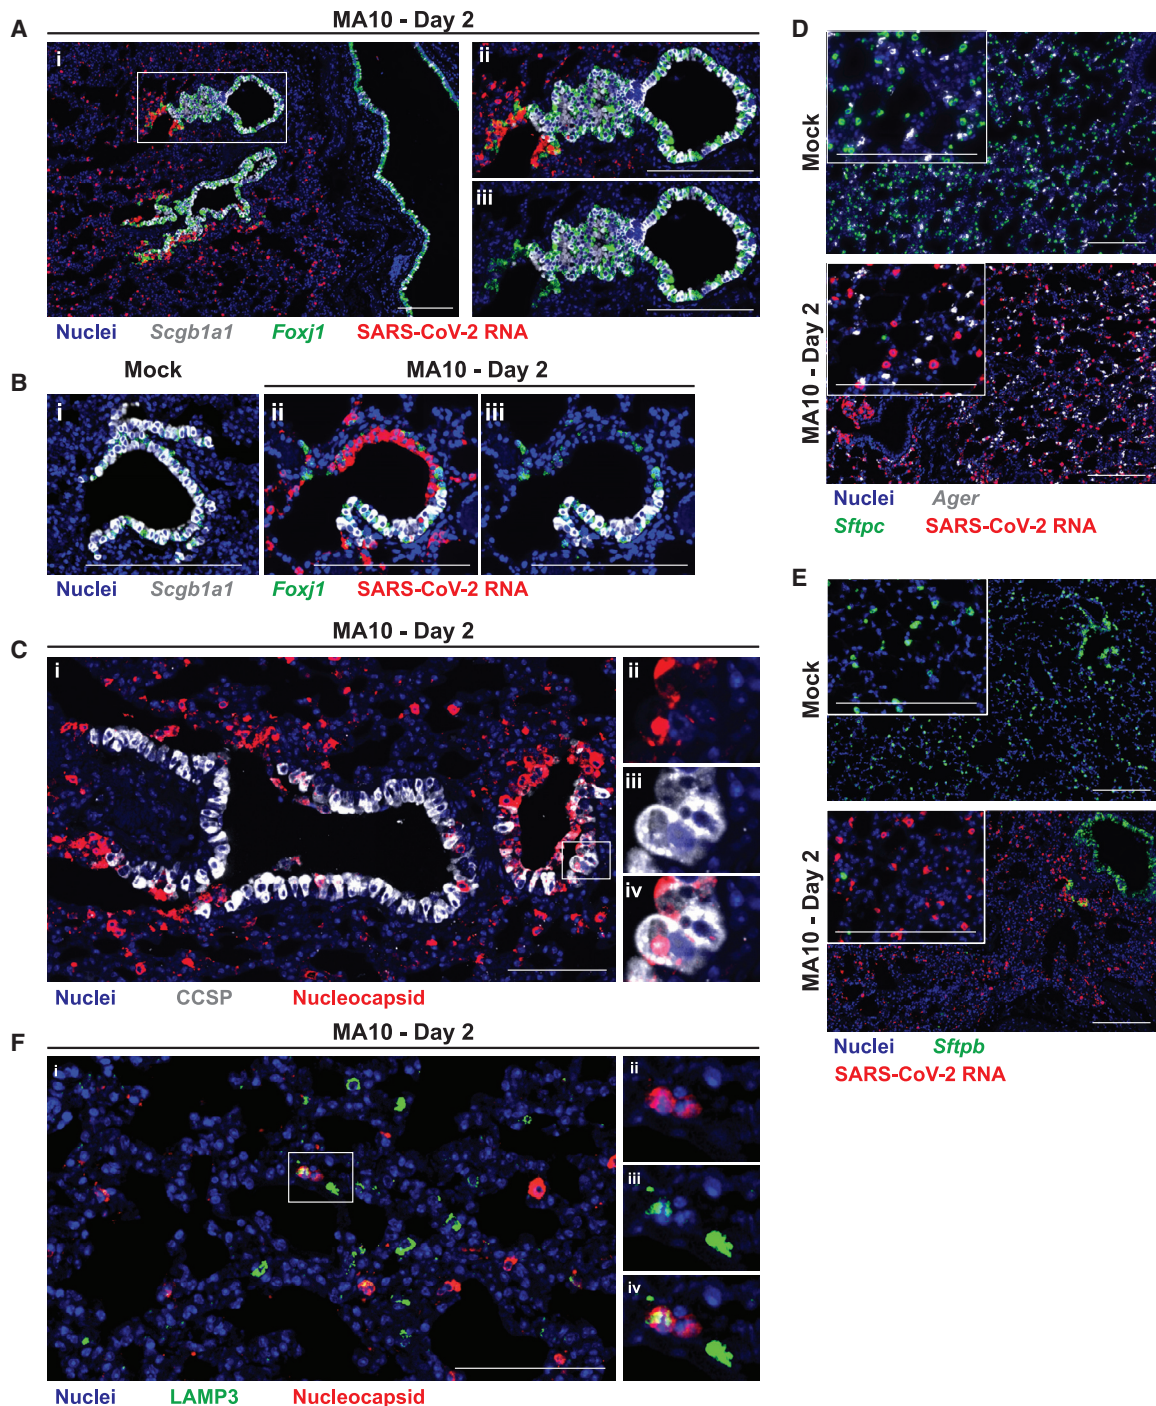 A
MA10 - Day 2
i
ii
iii
Nuclei Scgb1a1 Foxj1 SARS-CoV-2 RNA
B
Mock
MA10 - Day 2
i
ii
iii
Nuclei Scgb1a1 Foxj1 SARS-CoV-2 RNA
C
MA10 - Day 2
i
ii
iii
iv
Nuclei CCSP Nucleocapsid
D
Mock
MA10 - Day 2
Nuclei Ager
Sftpc SARS-CoV-2 RNA
E
Mock
MA10 - Day 2
Nuclei Sftpb
SARS-CoV-2 RNA
F
MA10 - Day 2
i
ii
iii
iv
Nuclei LAMP3 Nucleocapsid